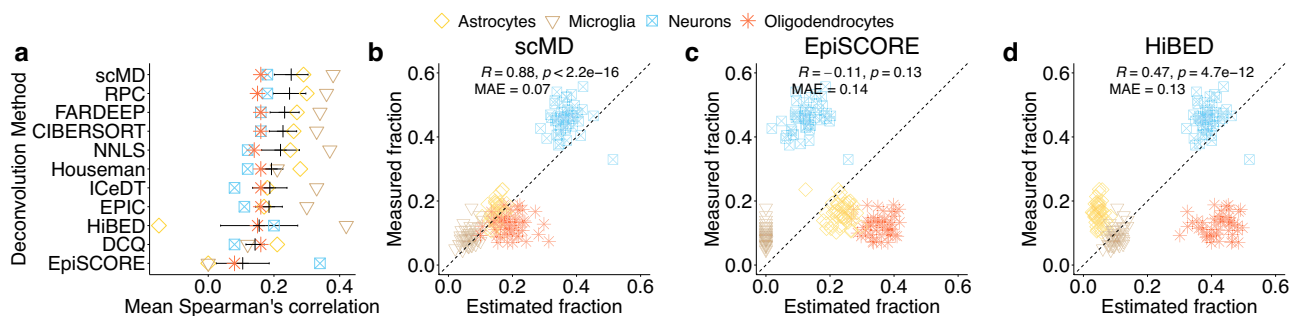 Astrocytes Microglia Neurons Oligodendrocytes
a
Deconvolution Method
scMD
RPC
FARDEEP
CIBERSORT
NNLS
Houseman
ICeDT
EPIC
HiBED
DCQ
EpiSCORE
0.0 0.2 0.4
Mean Spearman's correlation
b
scMD
R = 0.88, p < 2.2e−16
MAE = 0.07
Measured fraction
0.6
0.4
0.2
0.0
0.0 0.2 0.4 0.6
Estimated fraction
c
EpiSCORE
R = − 0.11, p = 0.13
MAE = 0.14
Measured fraction
0.6
0.4
0.2
0.0
0.0 0.2 0.4 0.6
Estimated fraction
d
HiBED
R = 0.47, p = 4.7e−12
MAE = 0.13
Measured fraction
0.6
0.4
0.2
0.0
0.0 0.2 0.4 0.6
Estimated fraction